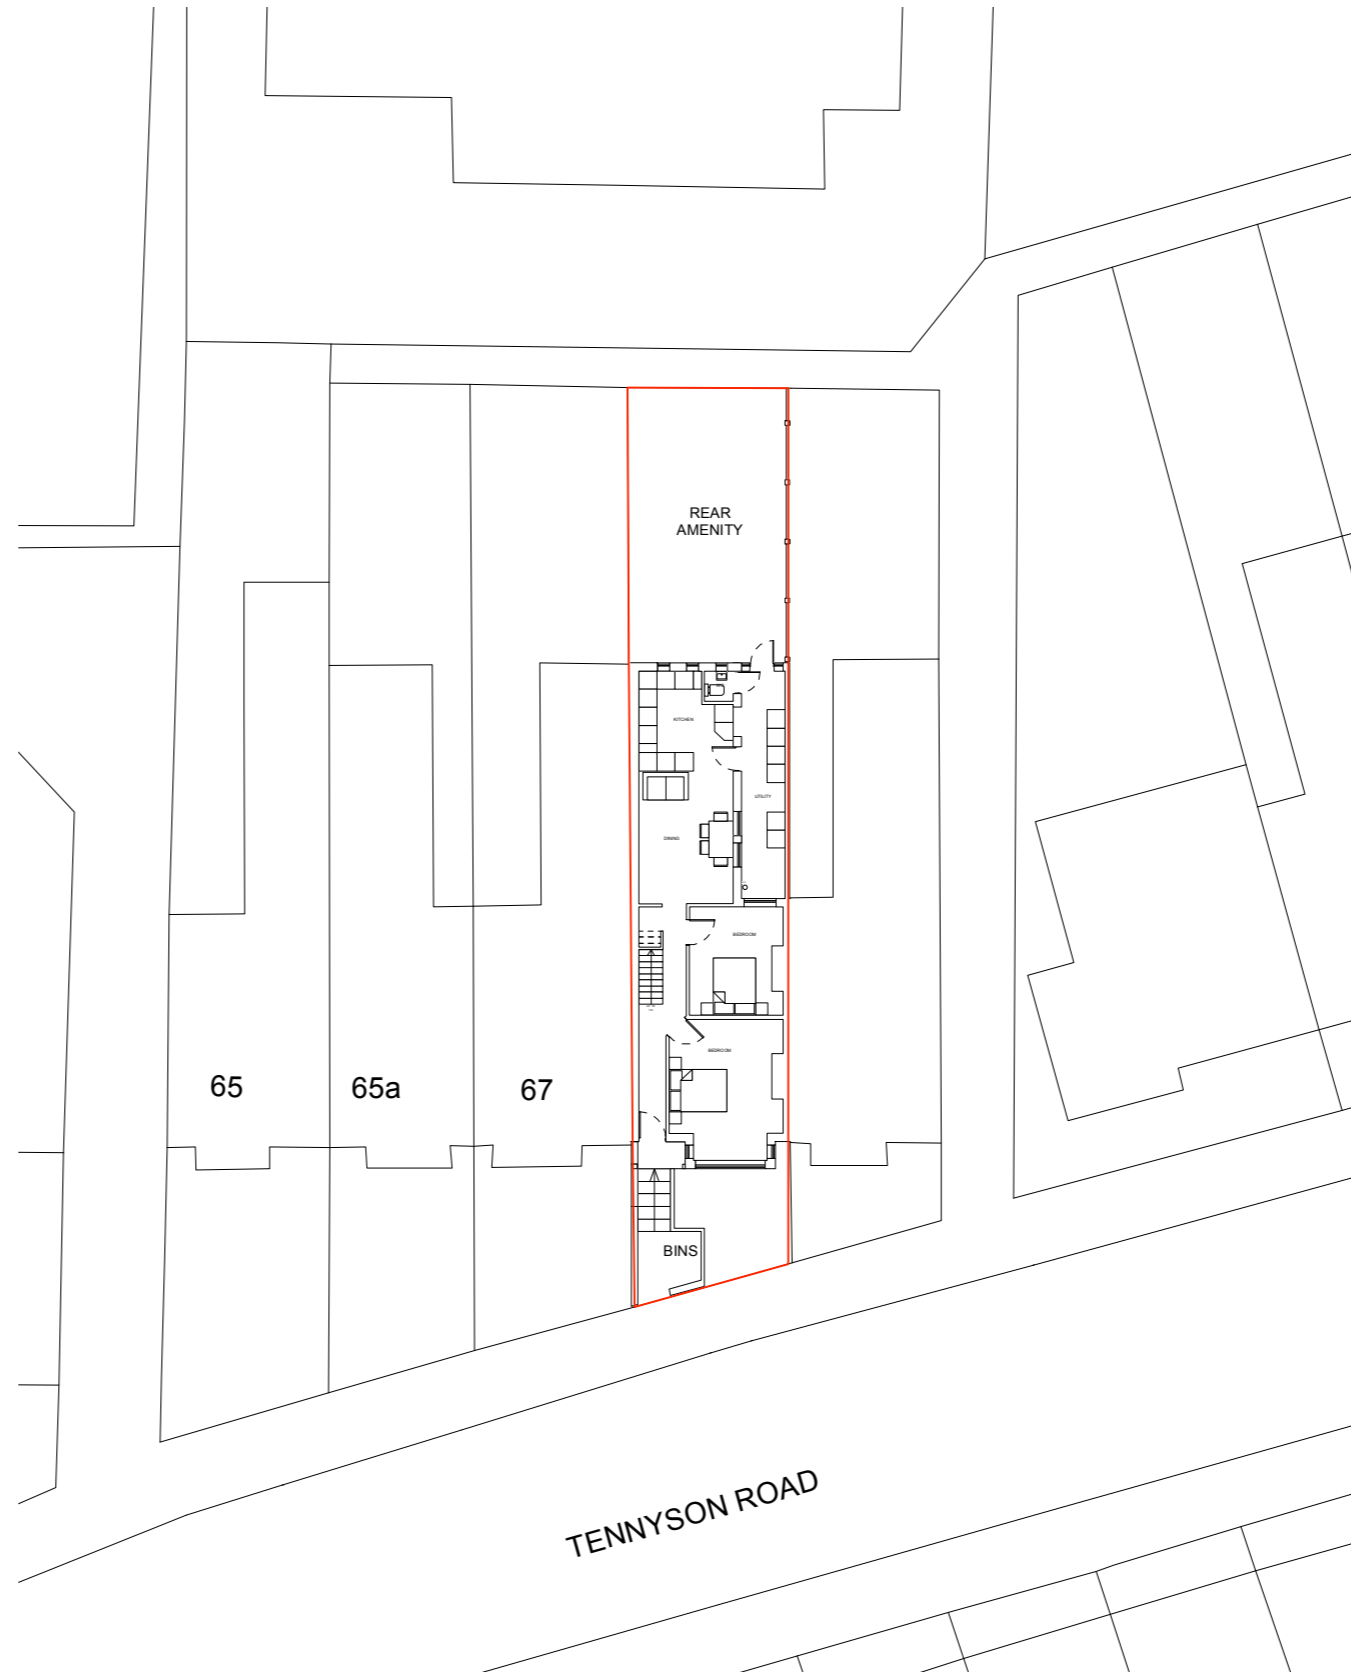 REAR
AMENITY
KITCHEN
UTILITY
DINING
BEDROOM
BEDROOM
65
65a
67
BINS
TENNYSON ROAD